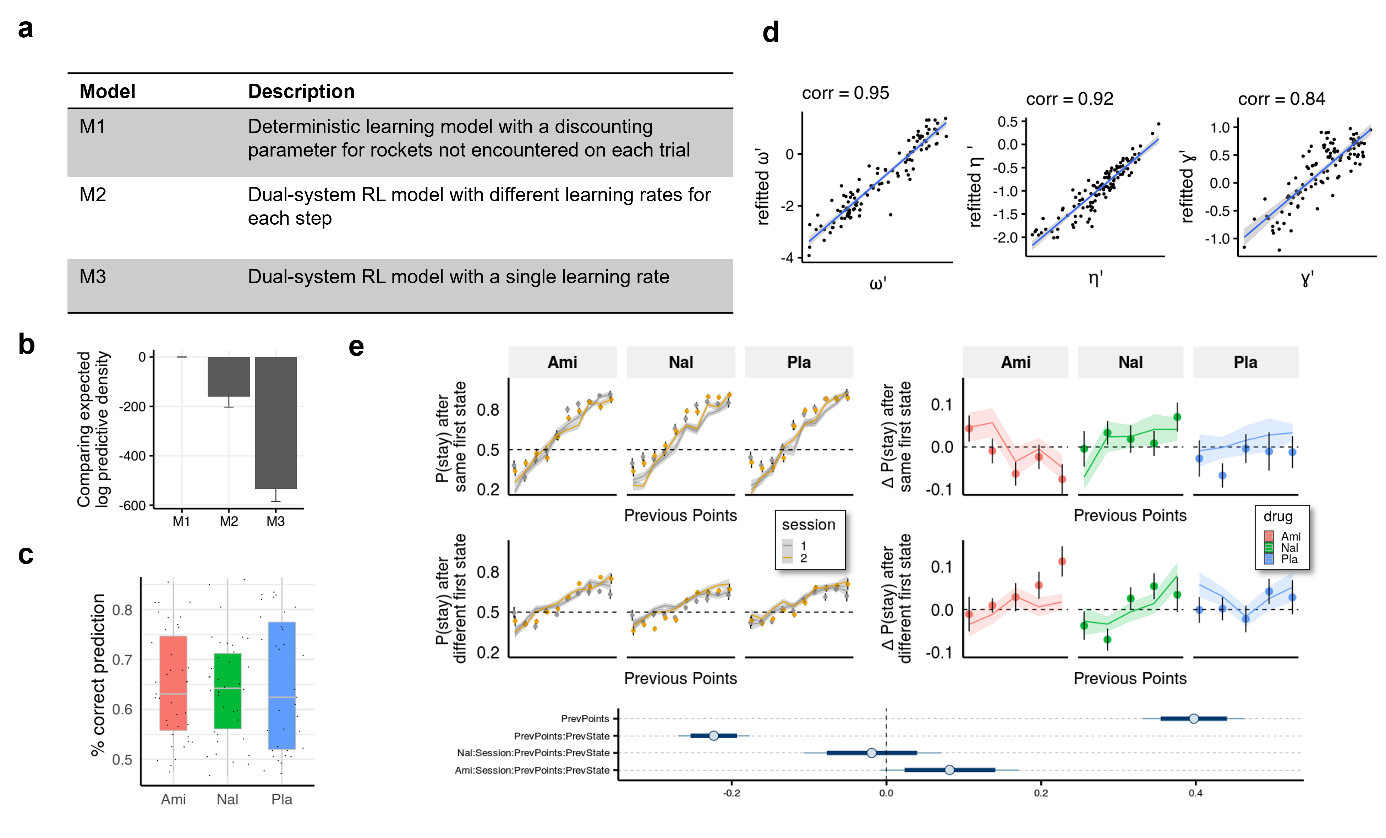 a
Model Description
M1 Deterministic learning model with a discounting
parameter for rockets not encountered on each trial
M2 Dual-system RL model with different learning rates for
each step
M3 Dual-system RL model with a single learning rate
b
Comparing expected
log predictive density
0
-200
-400
-600
M1 M2 M3
c
% correct prediction
0.8
0.7
0.6
0.5
Ami Nal Pla
d
corr = 0.95
refitted ω'
0
-2
-4
ω'
corr = 0.92
refitted η '
0.5
0.0
-0.5
-1.0
-1.5
-2.0
η'
corr = 0.84
refitted ɣ'
1.0
0.5
0.0
-0.5
-1.0
ɣ'
e
Ami Nal Pla
P(stay) after
same first state
0.8
0.5
0.2
Previous Points
session
1
2
P(stay) after
different first state
0.8
0.5
0.2
Previous Points
Ami Nal Pla
Δ P(stay) after
same first state
0.1
0.0
-0.1
Previous Points
drug
Ami
Nal
Pla
Δ P(stay) after
different first state
0.1
0.0
-0.1
Previous Points
PrevPoints
PrevPoints:PrevState
Nal:Session:PrevPoints:PrevState
Ami:Session:PrevPoints:PrevState
-0.2 0.0 0.2 0.4